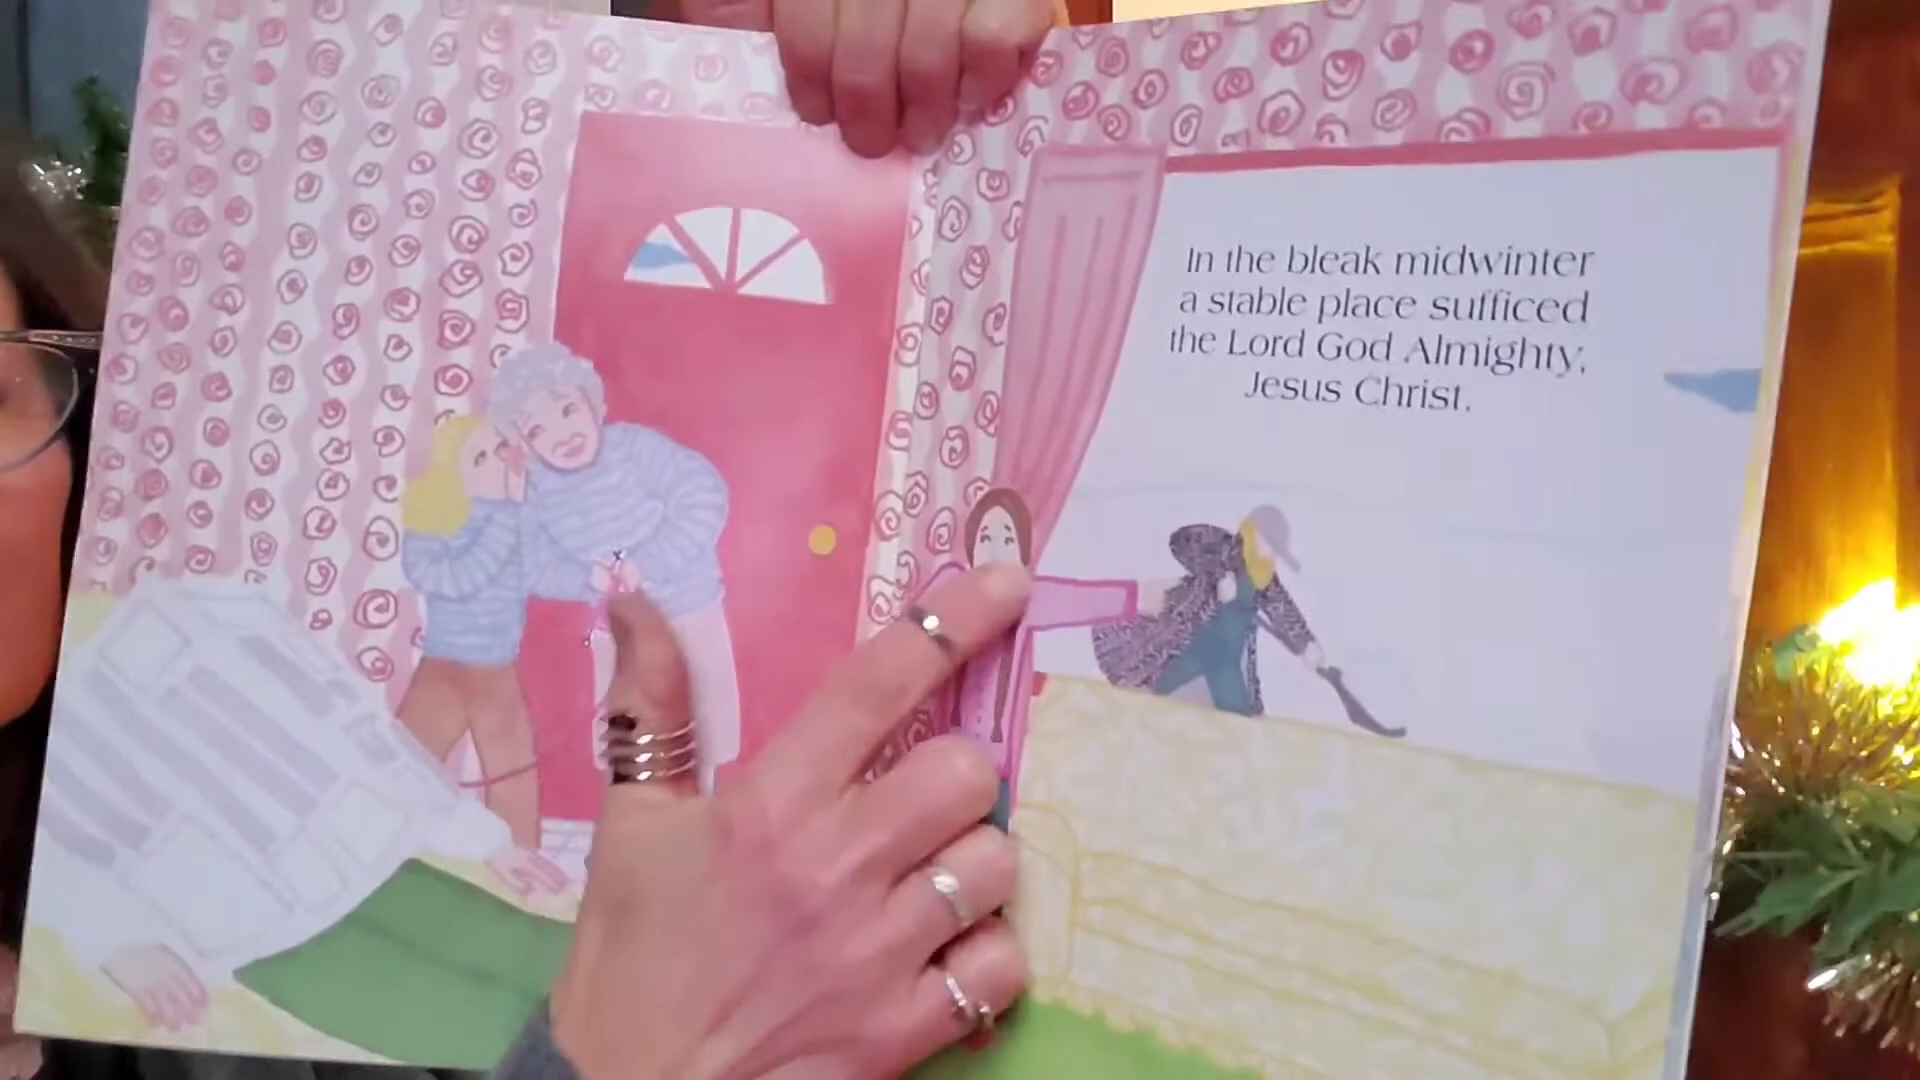 In the bleak midwinter
a stable place sufficed
the Lord God Almighty,
Jesus Christ.